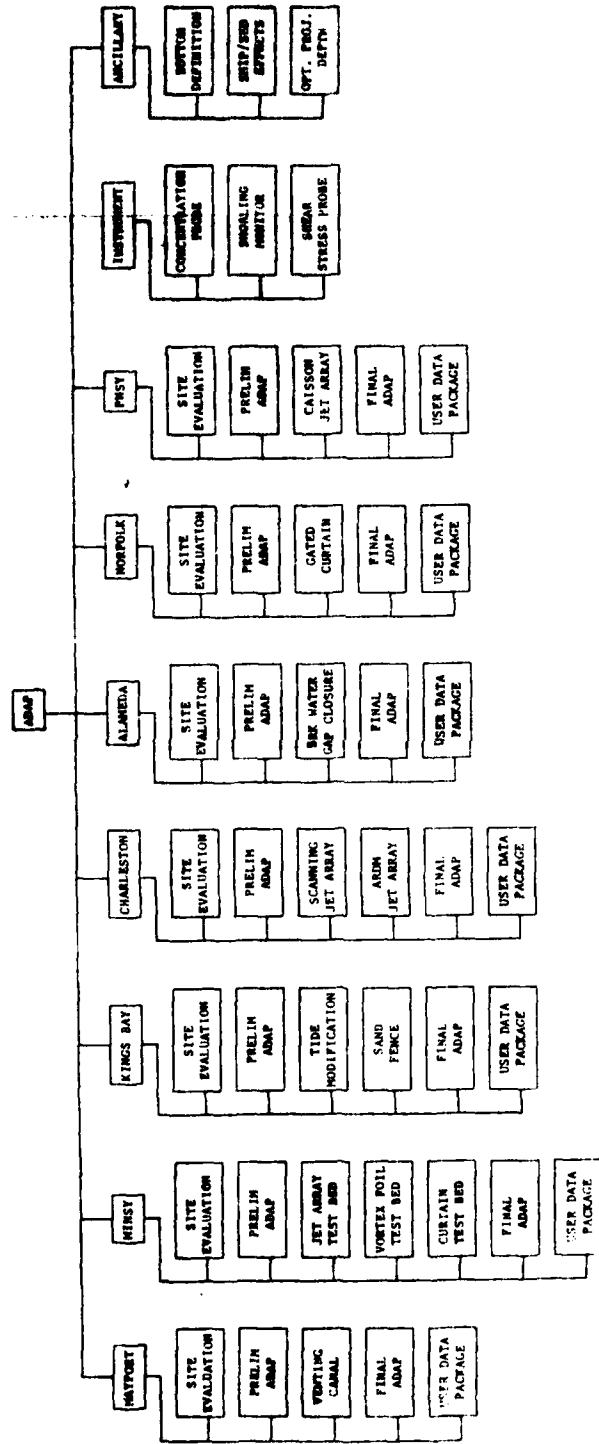 ADAP
MAYPORT
SITE
EVALUATION
PRELIM
ADAP
VENTING
CANAL
FINAL
ADAP
USER DATA
PACKAGE
MINSY
SITE
EVALUATION
PRELIM
ADAP
JET ARRAY
TEST BED
VORTEX FOIL
TEST BED
CURTAIN
TEST BED
FINAL
ADAP
USER DATA
PACKAGE
KINGS BAY
SITE
EVALUATION
PRELIM
ADAP
TIDE
MODIFICATION
SAND
FENCE
FINAL
ADAP
USER DATA
PACKAGE
CHARLESTON
SITE
EVALUATION
PRELIM
ADAP
SCANNING
JET ARRAY
ARDM
JET ARRAY
FINAL
ADAP
USER DATA
PACKAGE
ALAMEDA
SITE
EVALUATION
PRELIM
ADAP
BRK WATER
GAP CLOSURE
FINAL
ADAP
USER DATA
PACKAGE
NORFOLK
SITE
EVALUATION
PRELIM
ADAP
GATED
CURTAIN
FINAL
ADAP
USER DATA
PACKAGE
PNSY
SITE
EVALUATION
PRELIM
ADAP
CAISSON
JET ARRAY
FINAL
ADAP
USER DATA
PACKAGE
INSTRUMENT
CONCENTRATION
PROBE
SHOALING
MONITOR
SHEAR
STRESS PROBE
ANCILLARY
BOTTOM
DEFINITION
SHIP/SED
EFFECTS
OPT. PROJ.
DEPTH